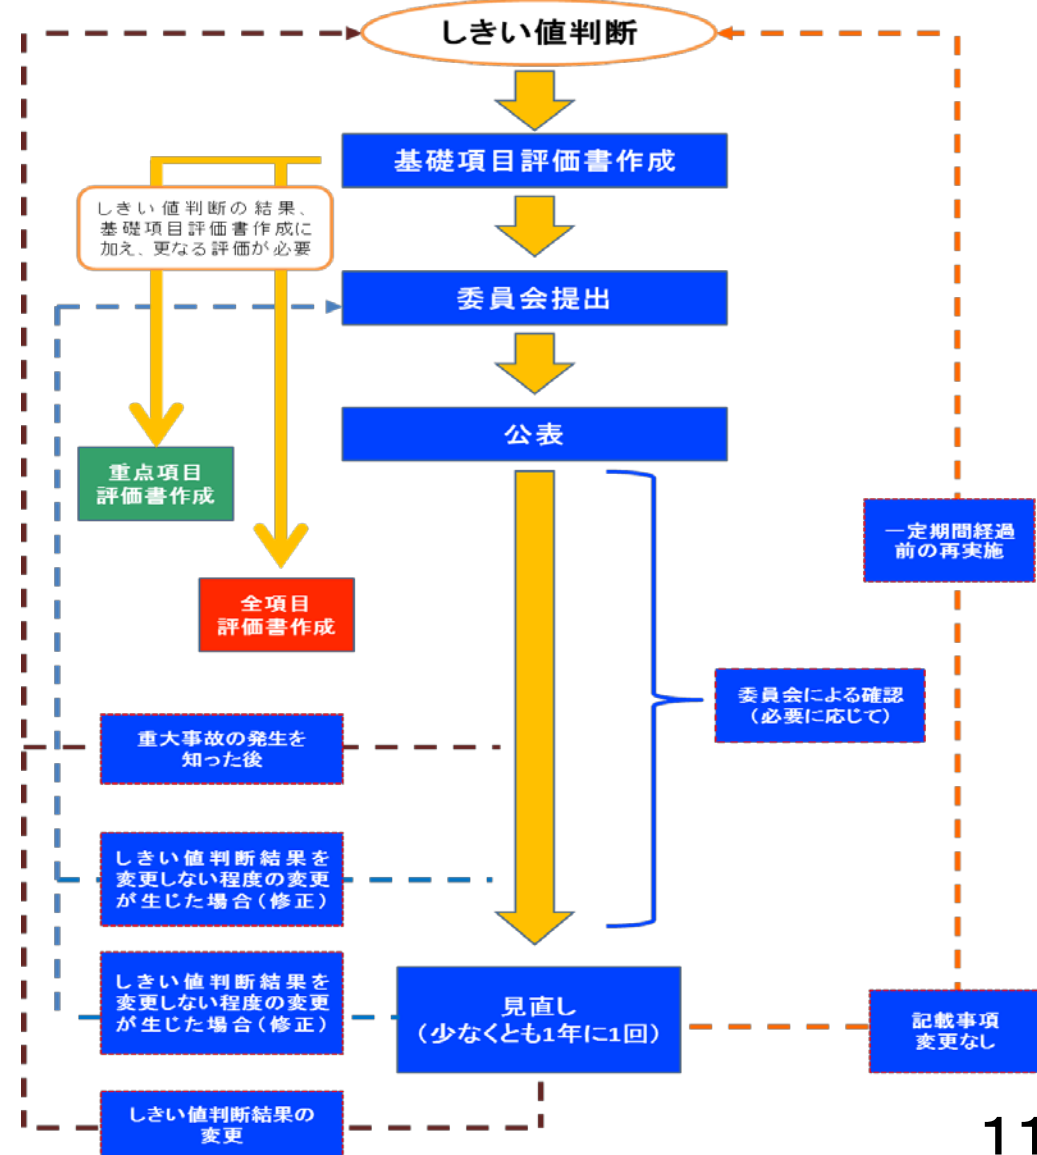 しきい値判断
基礎項目評価書作成
しきい値判断の結果、
基礎項目評価書作成に
加え、更なる評価が必要
委員会提出
公表
重点項目
評価書作成
一定期間経過
前の再実施
全項目
評価書作成
委員会による確認
（必要に応じて）
重大事故の発生を
知った後
しきい値判断結果を
変更しない程度の変更
が生じた場合（修正）
しきい値判断結果を
変更しない程度の変更
が生じた場合（修正）
見直し
（少なくとも1年に1回）
記載事項
変更なし
しきい値判断結果の
変更
11